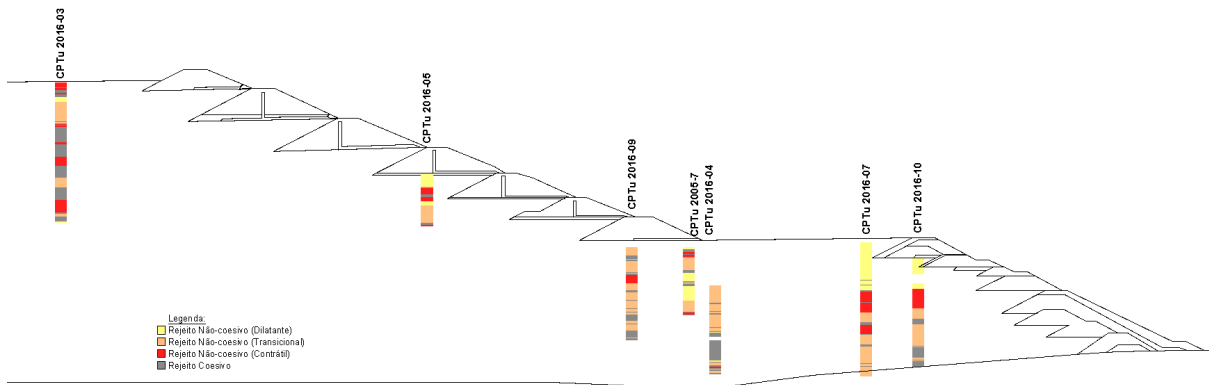 CPTu 2016-03
CPTu 2016-05
CPTu 2016-09
CPTu 2005-7
CPTu 2016-04
CPTu 2016-07
CPTu 2016-10
Legenda:
Rejeito Não-coesivo (Dilatante)
Rejeito Não-coesivo (Transicional)
Rejeito Não-coesivo (Contrátil)
Rejeito Coesivo